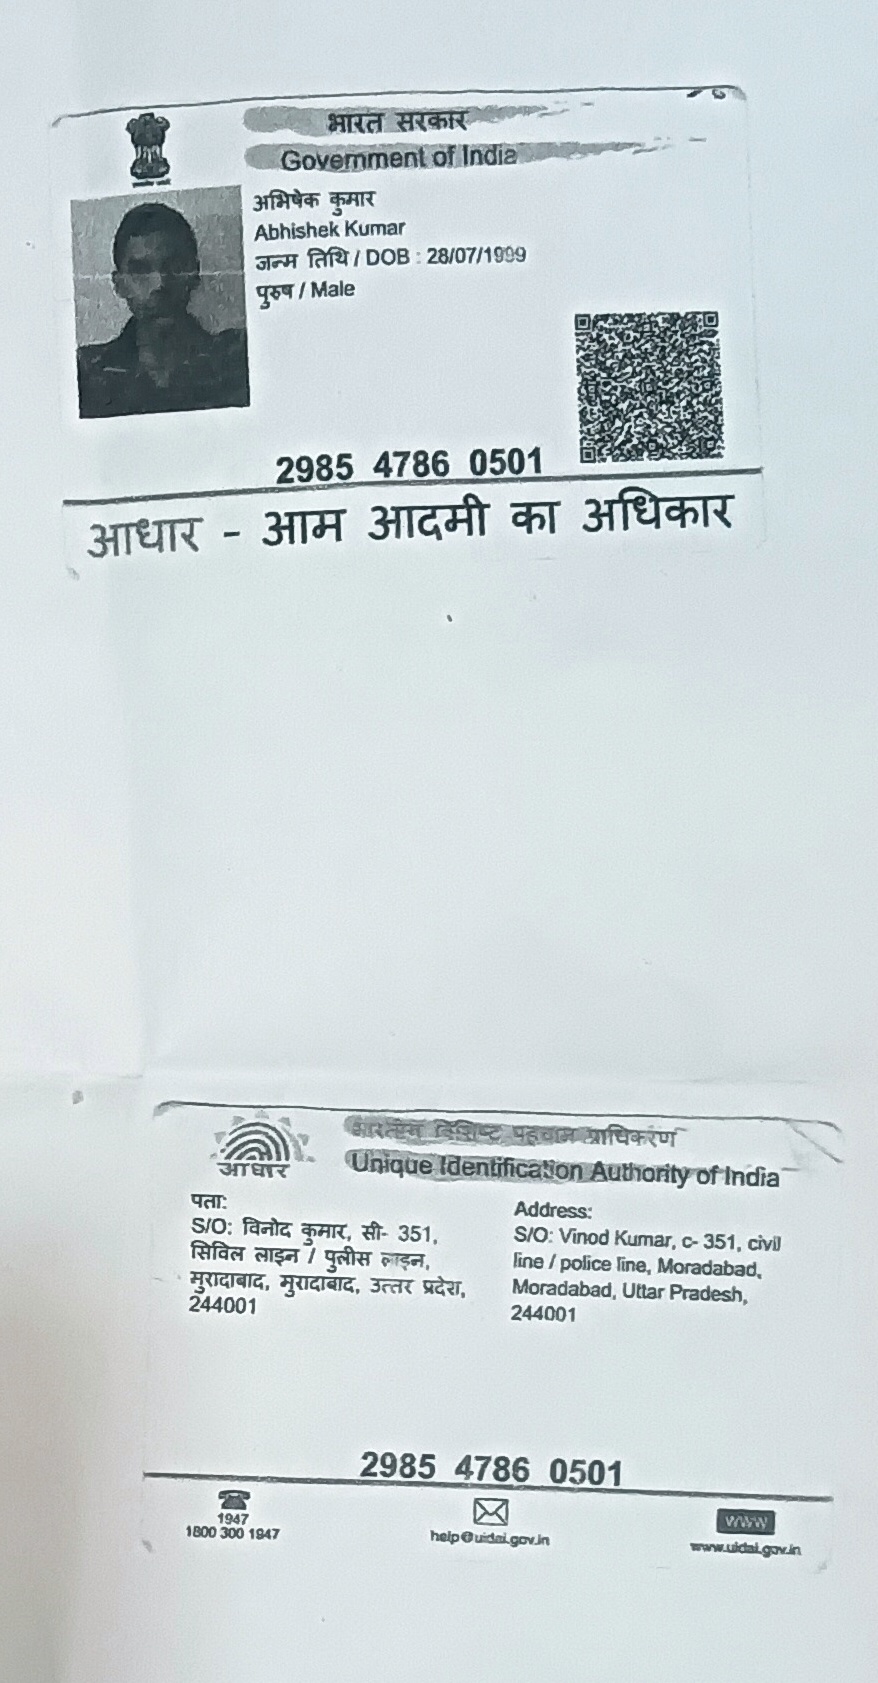 भारत सरकार
Government of India
अभिषेक कुमार
Abhishek Kumar
जन्म तिथि / DOB : 28/07/1999
पुरुष / Male
2985 4786 0501
आधार - आम आदमी का अधिकार
भारतीय विशिष्ट पहचान प्राधिकरण
Unique Identification Authority of India
आधार
पता:
S/O: विनोद कुमार, सी- 351,
सिविल लाइन / पुलीस लाइन,
मुरादाबाद, मुरादाबाद, उत्तर प्रदेश,
244001
Address:
S/O: Vinod Kumar, c- 351, civil
line / police line, Moradabad,
Moradabad, Uttar Pradesh,
244001
2985 4786 0501
1947
1800 300 1947
help@uidai.gov.in
www
www.uidai.gov.in